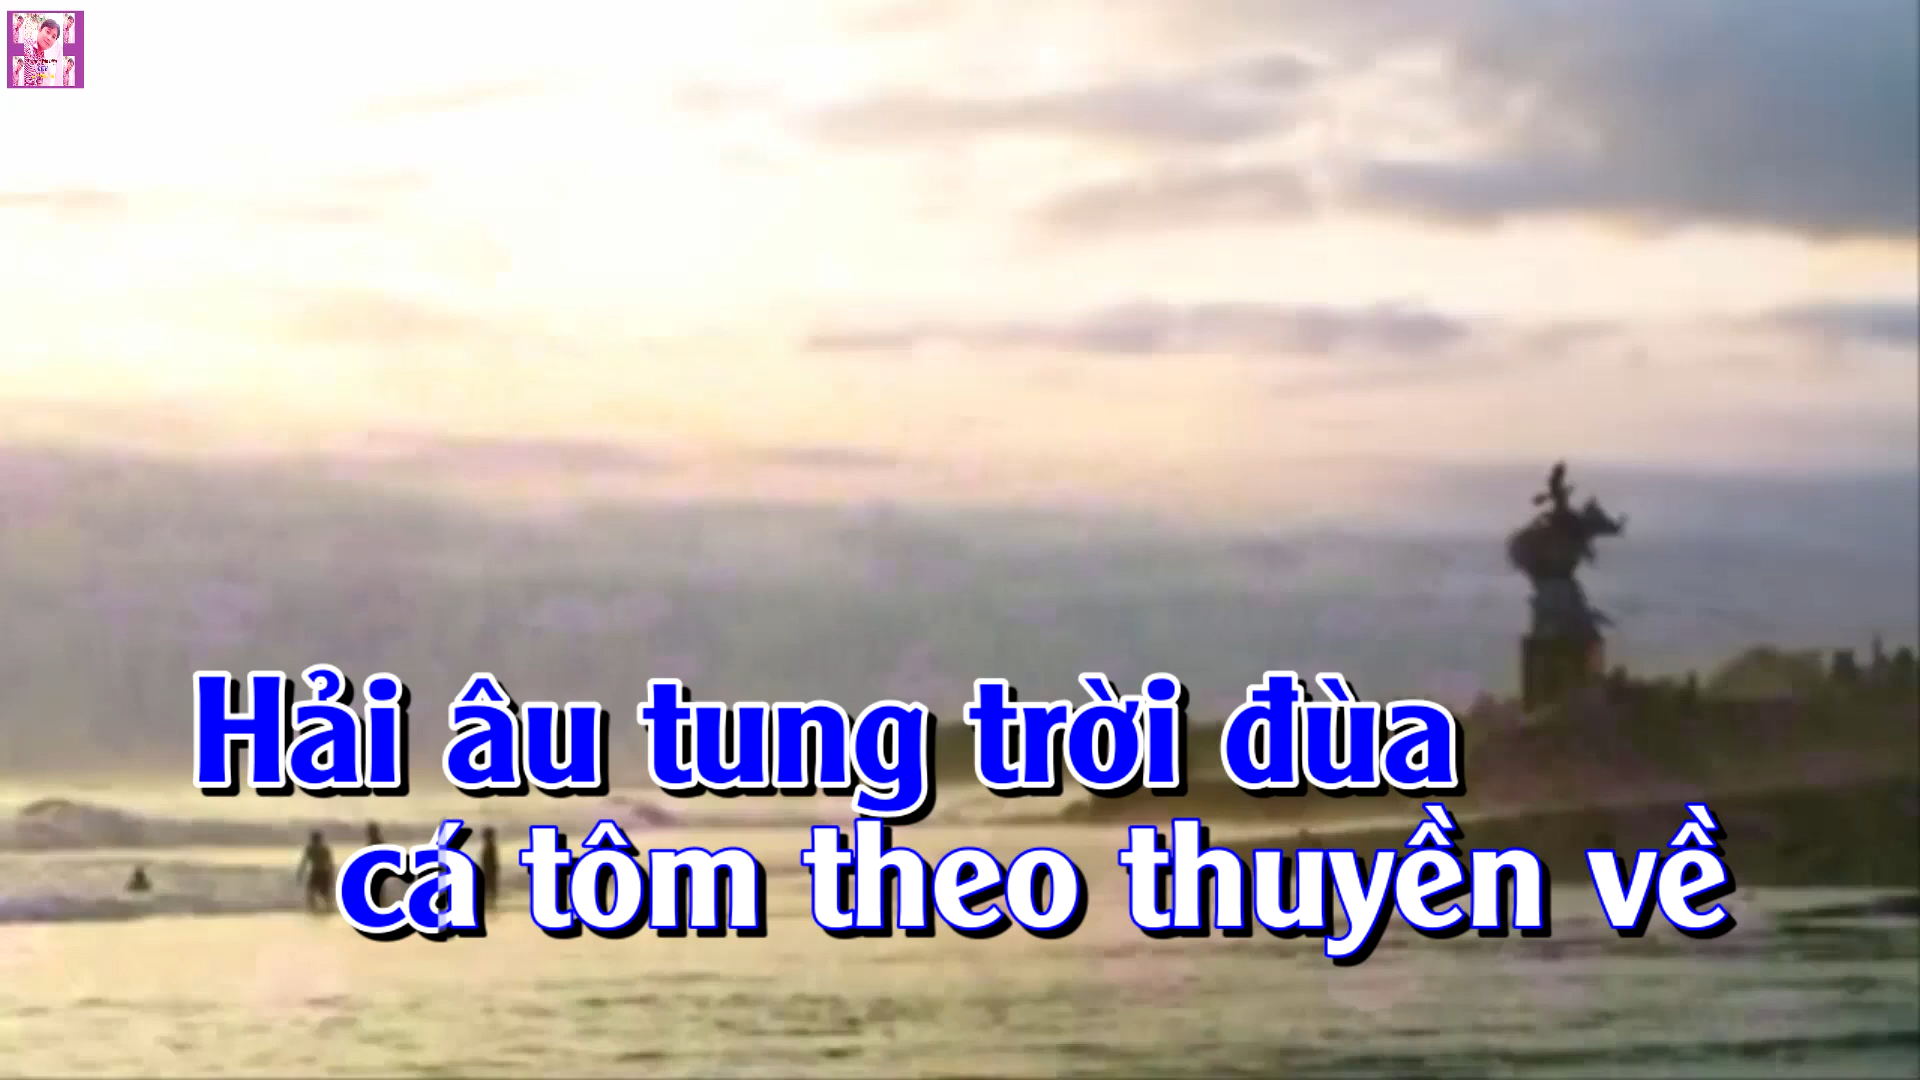 Hải âu tung trời đùa
cá tôm theo thuyền về